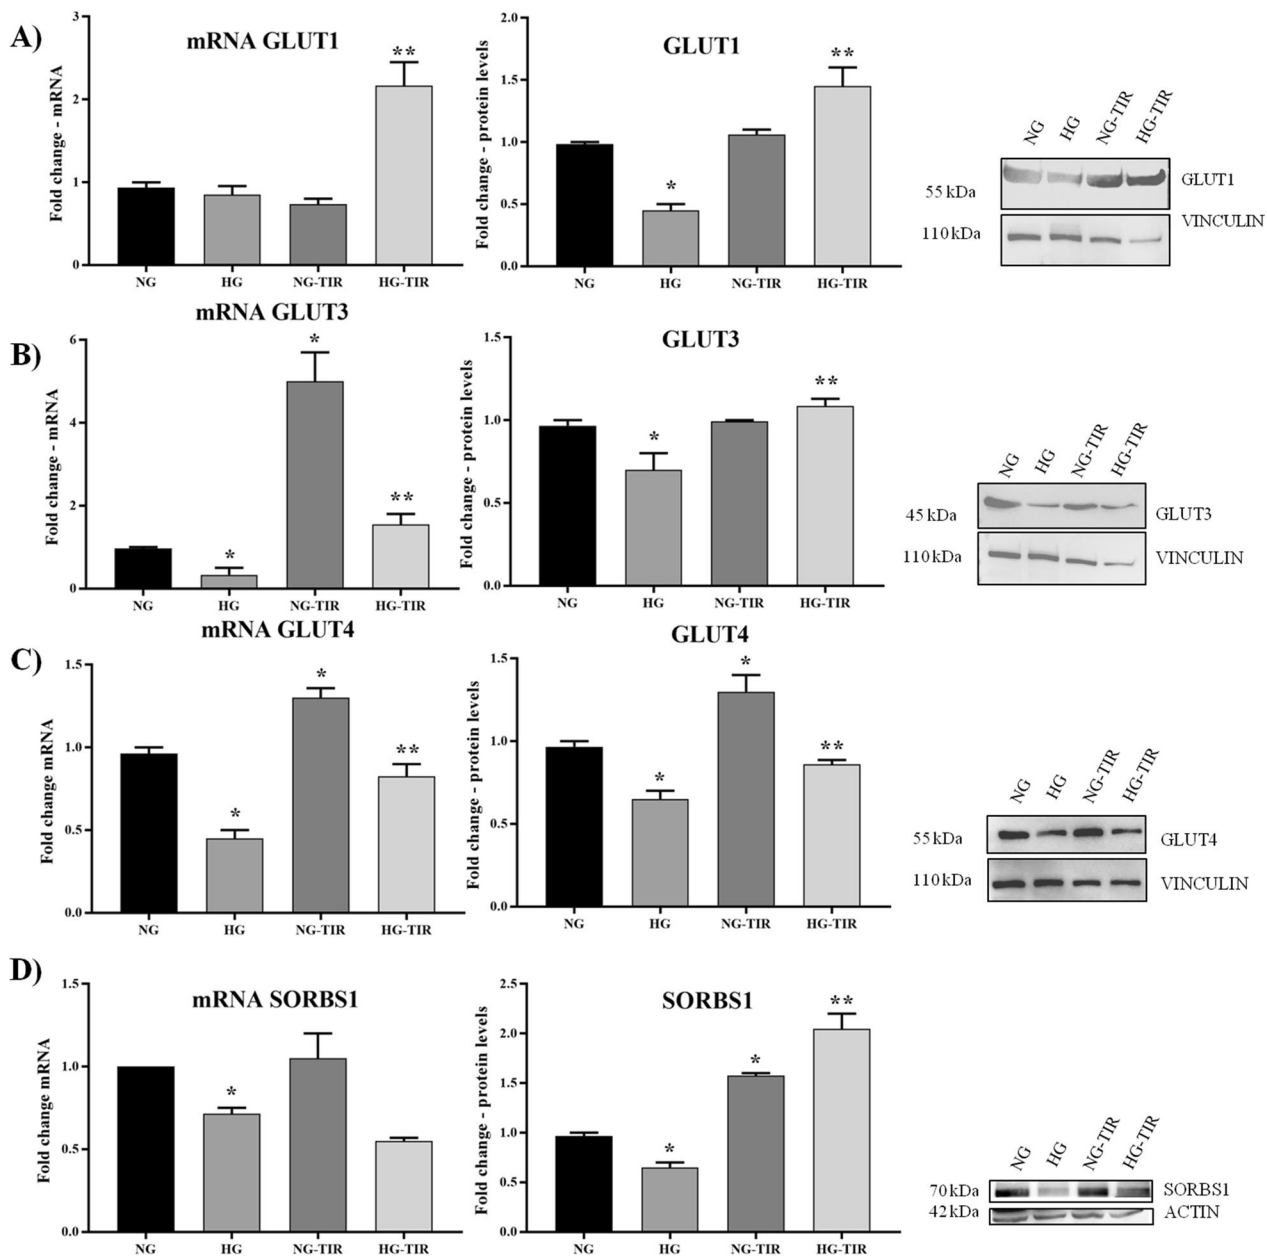 A)
mRNA GLUT1
Fold change - mRNA
3
2
1
0
**
NG HG NG-TIR HG-TIR
GLUT1
Fold change - protein levels
2.0
1.5
1.0
0.5
0.0
*
**
NG HG NG-TIR HG-TIR
NG HG NG-TIR HG-TIR
55 kDa GLUT1
110 kDa VINCULIN
B)
mRNA GLUT3
Fold change - mRNA
6
4
2
0
*
*
**
NG HG NG-TIR HG-TIR
GLUT3
Fold change - protein levels
1.5
1.0
0.5
0.0
*
**
NG HG NG-TIR HG-TIR
NG HG NG-TIR HG-TIR
45 kDa GLUT3
110 kDa VINCULIN
C)
mRNA GLUT4
Fold change mRNA
1.5
1.0
0.5
0.0
*
*
**
NG HG NG-TIR HG-TIR
GLUT4
Fold change - protein levels
1.5
1.0
0.5
0.0
*
*
**
NG HG NG-TIR HG-TIR
NG HG NG-TIR HG-TIR
55 kDa GLUT4
110 kDa VINCULIN
D)
mRNA SORBS1
Fold change mRNA
1.5
1.0
0.5
0.0
*
NG HG NG-TIR HG-TIR
SORBS1
Fold change - protein levels
2.5
2.0
1.5
1.0
0.5
0.0
*
*
**
NG HG NG-TIR HG-TIR
NG HG NG-TIR HG-TIR
70 kDa SORBS1
42 kDa ACTIN